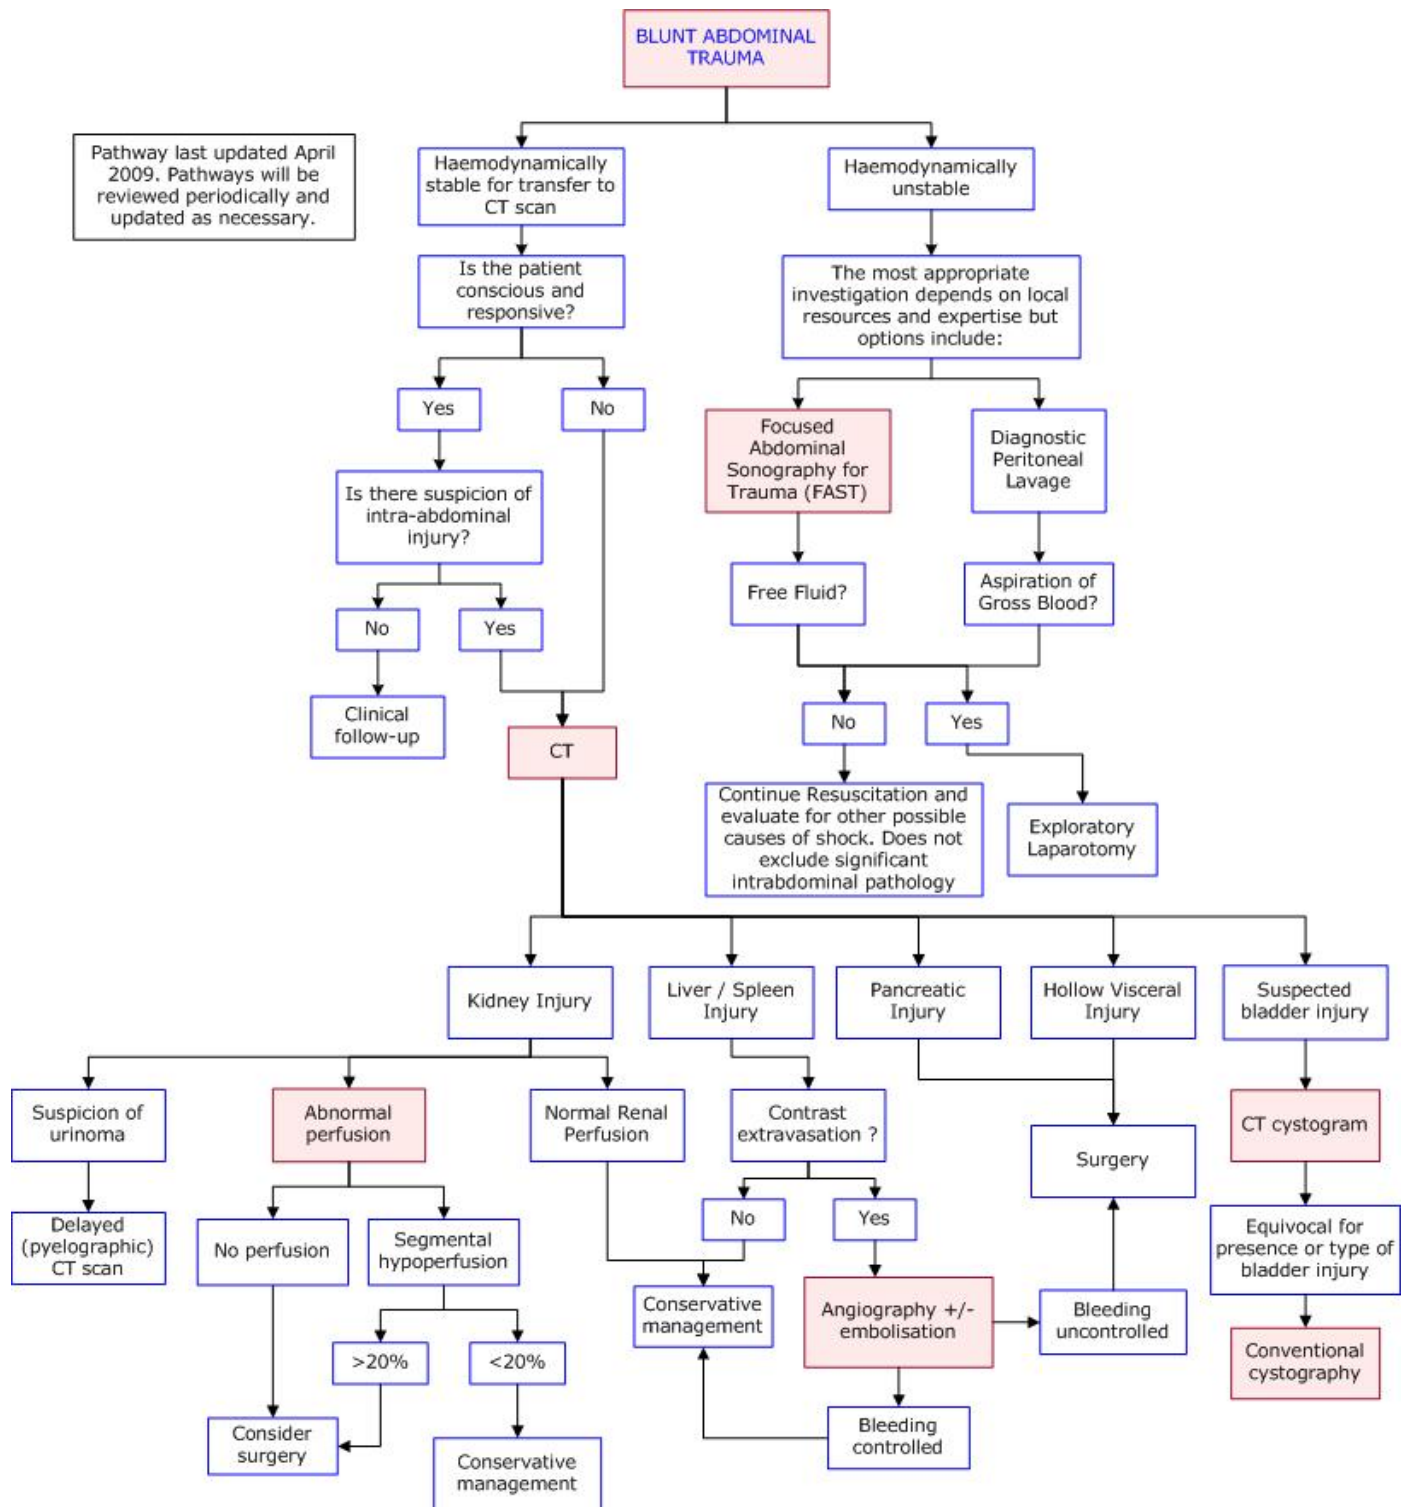 BLUNT ABDOMINAL
TRAUMA
Pathway last updated April
2009. Pathways will be
reviewed periodically and
updated as necessary.
Haemodynamically
stable for transfer to
CT scan
Haemodynamically
unstable
Is the patient
conscious and
responsive?
The most appropriate
investigation depends on local
resources and expertise but
options include:
Yes
No
Focused
Abdominal
Sonography for
Trauma (FAST)
Diagnostic
Peritoneal
Lavage
Is there suspicion of
intra-abdominal
injury?
Free Fluid?
Aspiration of
Gross Blood?
No
Yes
Clinical
follow-up
No
Yes
CT
Continue Resuscitation and
evaluate for other possible
causes of shock. Does not
exclude significant
intrabdominal pathology
Exploratory
Laparotomy
Kidney Injury
Liver / Spleen
Injury
Pancreatic
Injury
Hollow Visceral
Injury
Suspected
bladder injury
Suspicion of
urinoma
Abnormal
perfusion
Normal Renal
Perfusion
Contrast
extravasation ?
Surgery
CT cystogram
Delayed
(pyelographic)
CT scan
No perfusion
Segmental
hypoperfusion
No
Yes
Equivocal for
presence or type of
bladder injury
Conservative
management
Angiography +/-
embolisation
Bleeding
uncontrolled
>20%
<20%
Conventional
cystography
Consider
surgery
Conservative
management
Bleeding
controlled